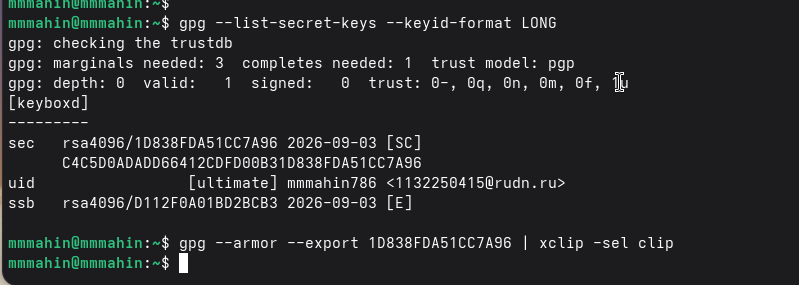 mmmahin@mmmahin:~$
mmmahin@mmmahin:~$ gpg --list-secret-keys --keyid-format LONG
gpg: checking the trustdb
gpg: marginals needed: 3  completes needed: 1  trust model: pgp
gpg: depth: 0  valid:   1  signed:   0  trust: 0-, 0q, 0n, 0m, 0f, 1u
[keyboxd]
---------
sec   rsa4096/1D838FDA51CC7A96 2026-09-03 [SC]
      C4C5D0ADADD66412CDFD00B31D838FDA51CC7A96
uid                 [ultimate] mmmahin786 <1132250415@rudn.ru>
ssb   rsa4096/D112F0A01BD2BCB3 2026-09-03 [E]

mmmahin@mmmahin:~$ gpg --armor --export 1D838FDA51CC7A96 | xclip -sel clip
mmmahin@mmmahin:~$